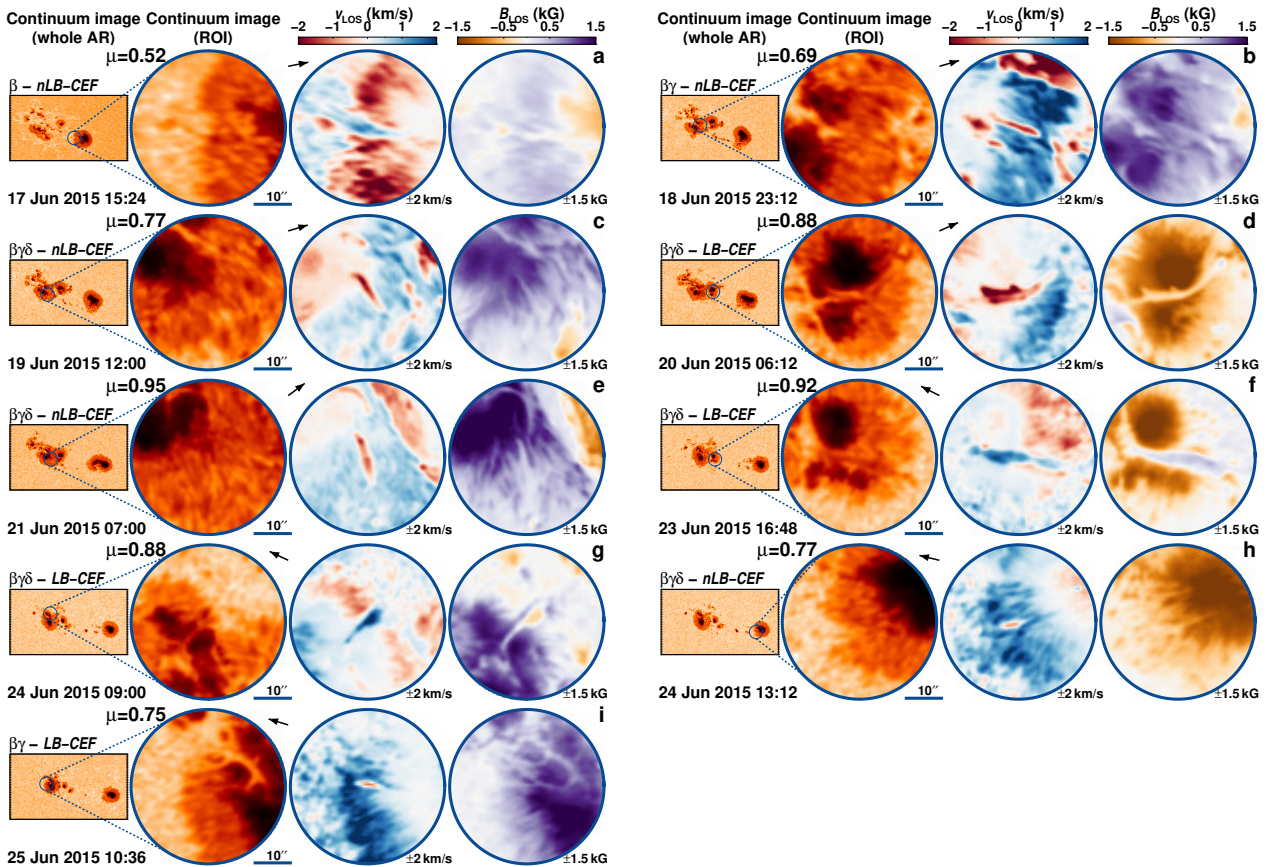 Continuum image (whole AR)
Continuum image (ROI)
v_LOS (km/s)
−2 −1 0 1 2
B_LOS (kG)
−1.5 −0.5 0.5 1.5
Continuum image (whole AR)
Continuum image (ROI)
v_LOS (km/s)
−2 −1 0 1 2
B_LOS (kG)
−1.5 −0.5 0.5 1.5
μ=0.52
a
β − nLB−CEF
17 Jun 2015 15:24
10′′
±2 km/s
±1.5 kG
μ=0.69
b
βγ − nLB−CEF
18 Jun 2015 23:12
10′′
±2 km/s
±1.5 kG
μ=0.77
c
βγδ − nLB−CEF
19 Jun 2015 12:00
10′′
±2 km/s
±1.5 kG
μ=0.88
d
βγδ − LB−CEF
20 Jun 2015 06:12
10′′
±2 km/s
±1.5 kG
μ=0.95
e
βγδ − nLB−CEF
21 Jun 2015 07:00
10′′
±2 km/s
±1.5 kG
μ=0.92
f
βγδ − LB−CEF
23 Jun 2015 16:48
10′′
±2 km/s
±1.5 kG
μ=0.88
g
βγδ − LB−CEF
24 Jun 2015 09:00
10′′
±2 km/s
±1.5 kG
μ=0.77
h
βγδ − nLB−CEF
24 Jun 2015 13:12
10′′
±2 km/s
±1.5 kG
μ=0.75
i
βγ − LB−CEF
25 Jun 2015 10:36
10′′
±2 km/s
±1.5 kG